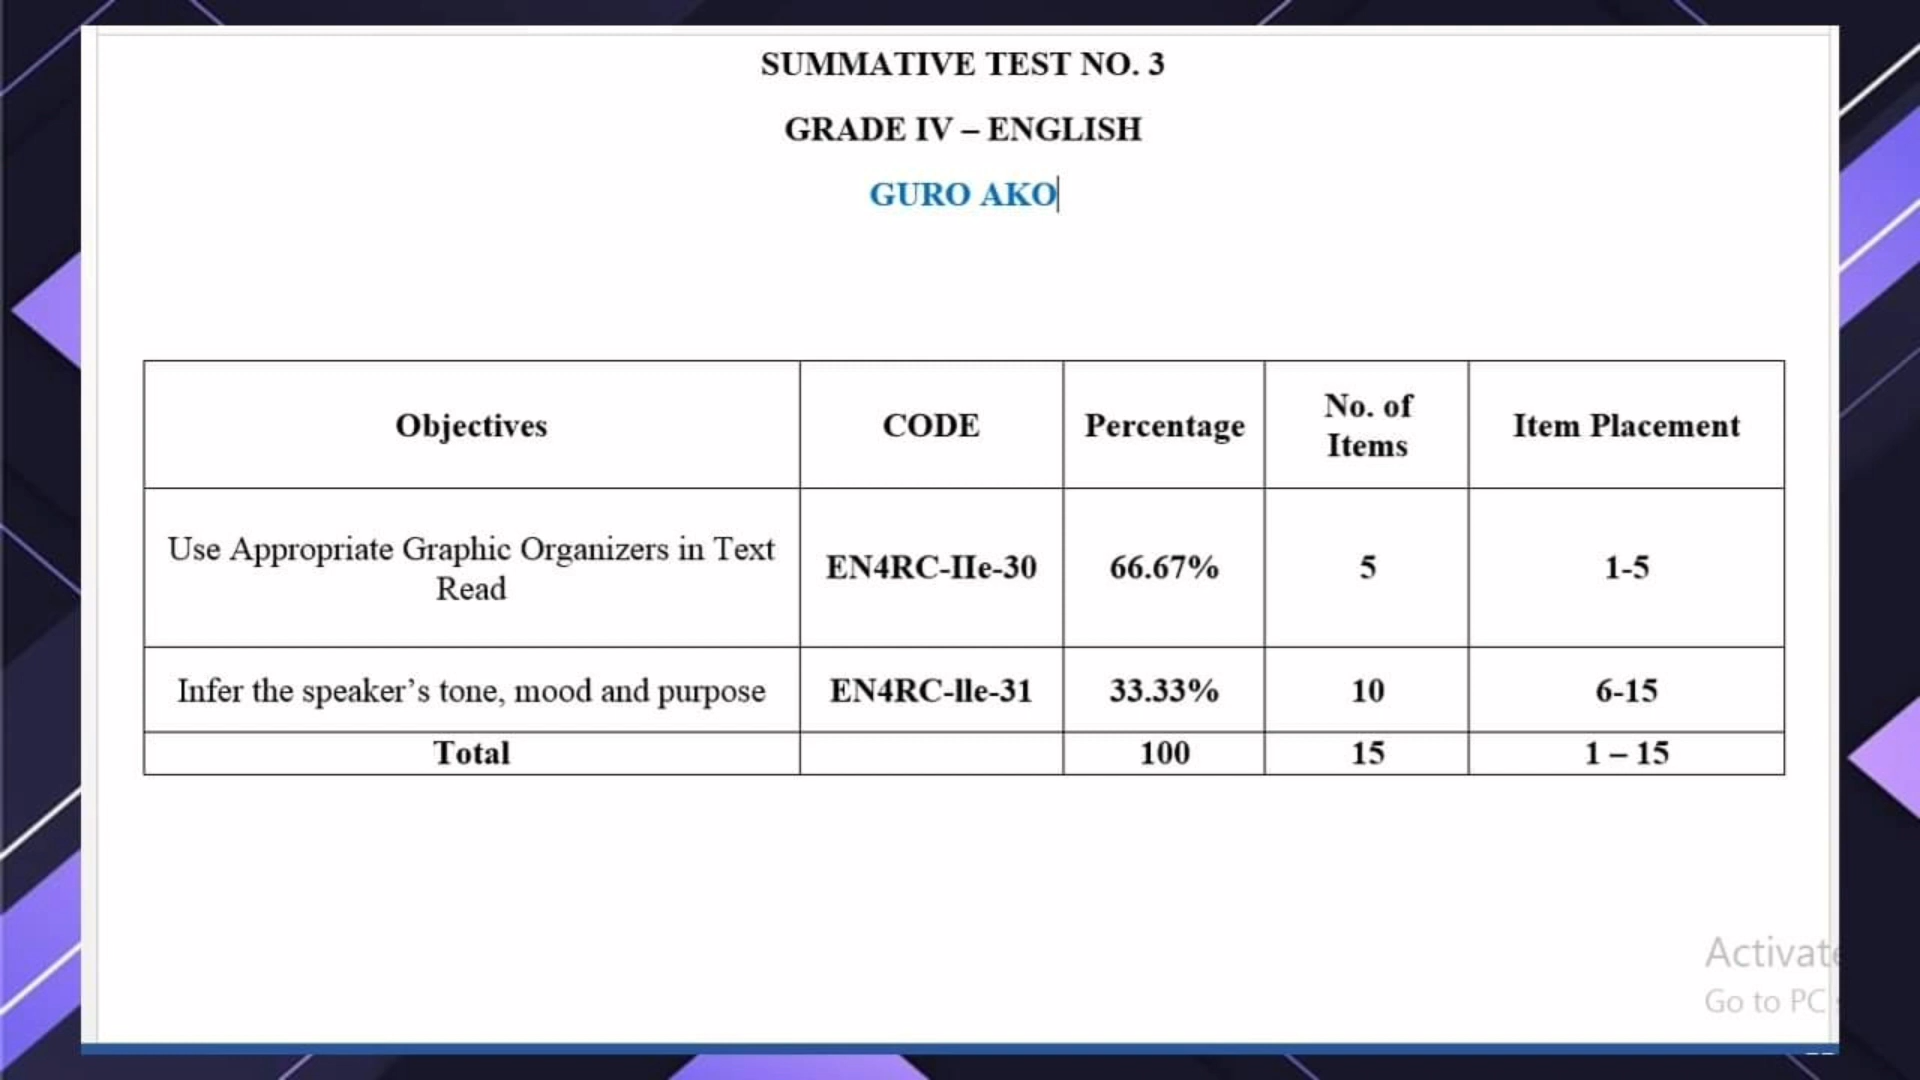 SUMMATIVE TEST NO. 3
GRADE IV – ENGLISH
GURO AKO
Objectives
CODE
Percentage
No. of
Items
Item Placement
Use Appropriate Graphic Organizers in Text
Read
EN4RC-IIe-30
66.67%
5
1-5
Infer the speaker’s tone, mood and purpose
EN4RC-lle-31
33.33%
10
6-15
Total
100
15
1 – 15
Activate
Go to PC